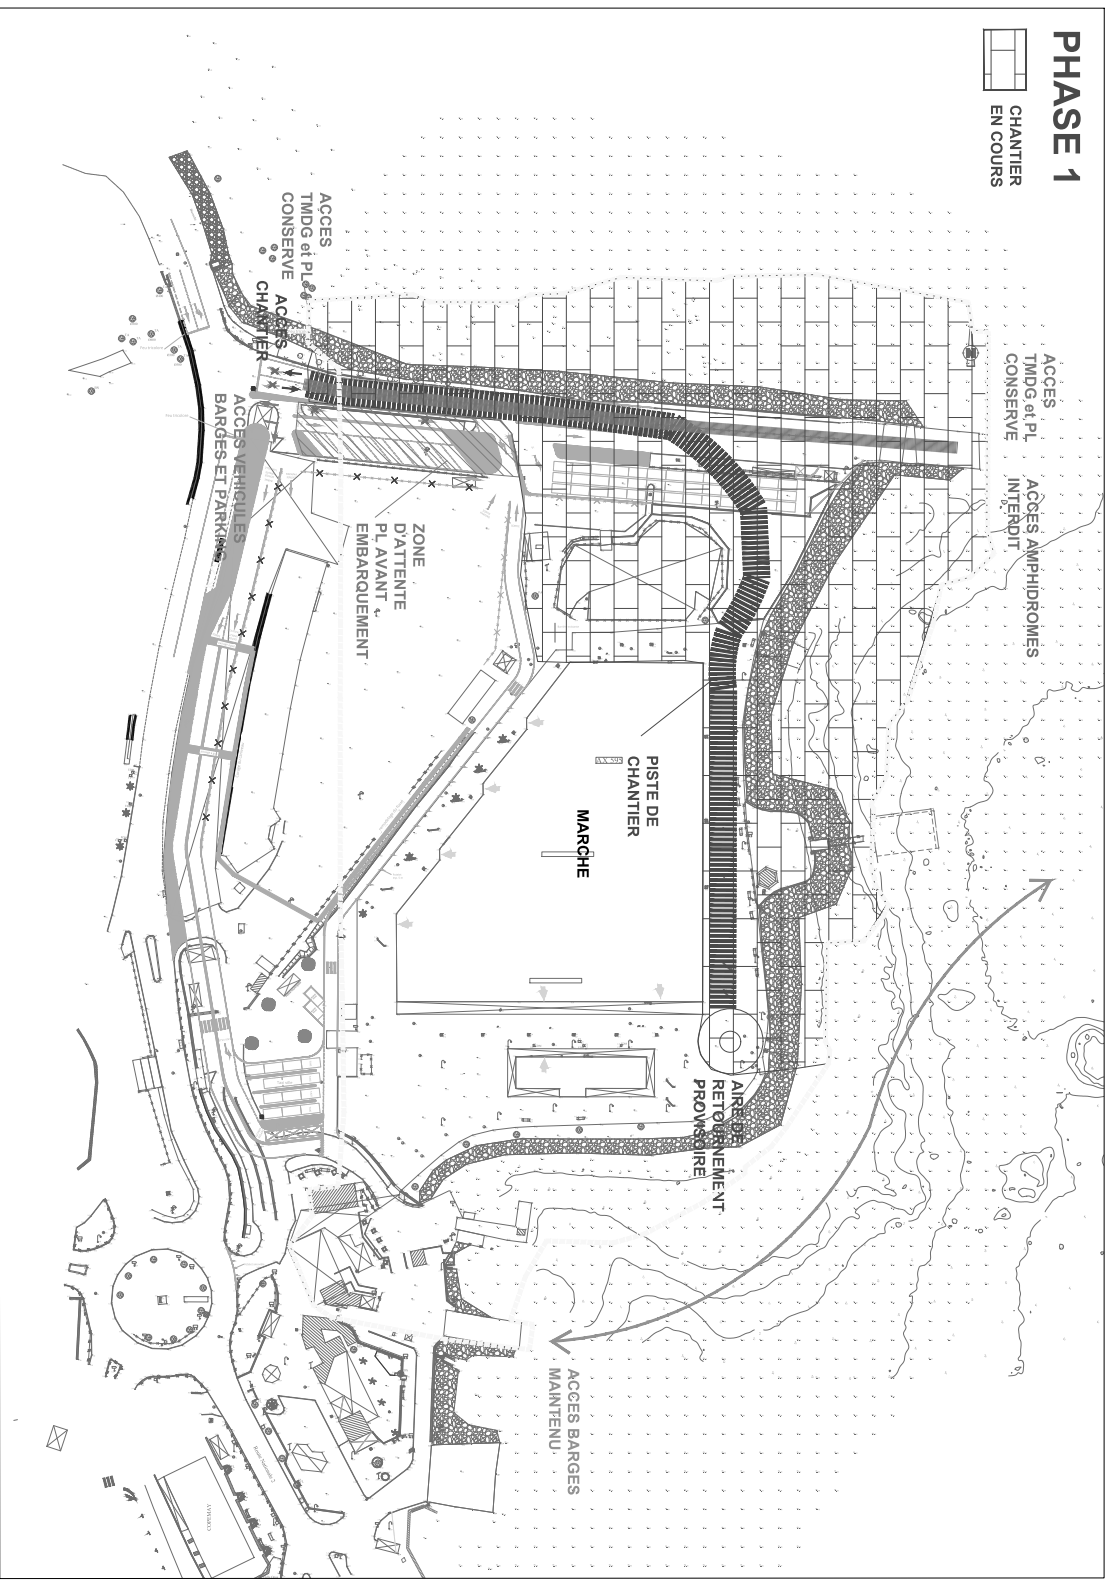 PHASE 1
CHANTIER
EN COURS
ACCES
TMDG et PL
CONSERVE
ACCES AMPHIDROMES
INTERDIT
ACCES
TMDG et PL
CONSERVE
ACCES
CHANTIER
ACCES VEHICULES
BARGES ET PARKING
ZONE
D'ATTENTE
PL AVANT
EMBARQUEMENT
PISTE DE
CHANTIER
MARCHE
AIRE DE
RETOURNEMENT
PROVISOIRE
ACCES BARGES
MAINTENU